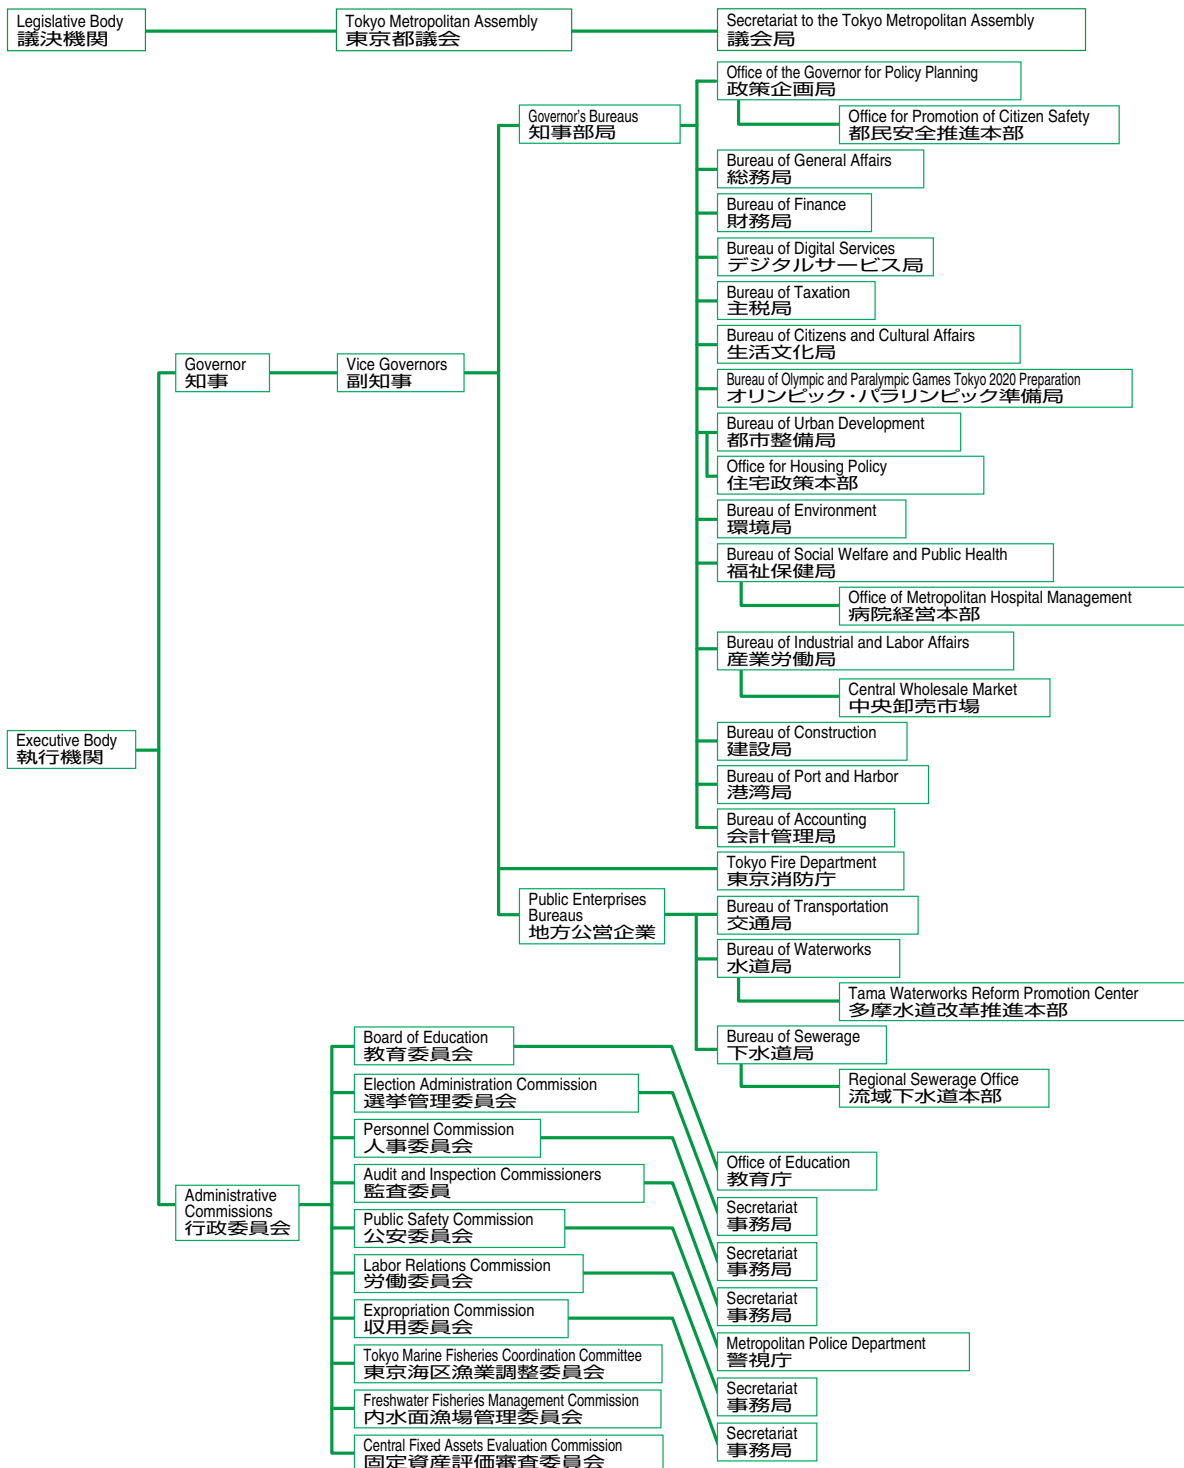 Legislative Body
議決機関
Tokyo Metropolitan Assembly
東京都議会
Secretariat to the Tokyo Metropolitan Assembly
議会局
Office of the Governor for Policy Planning
政策企画局
Office for Promotion of Citizen Safety
都民安全推進本部
Governor's Bureaus
知事部局
Bureau of General Affairs
総務局
Bureau of Finance
財務局
Bureau of Digital Services
デジタルサービス局
Bureau of Taxation
主税局
Bureau of Citizens and Cultural Affairs
生活文化局
Governor
知事
Vice Governors
副知事
Bureau of Olympic and Paralympic Games Tokyo 2020 Preparation
オリンピック・パラリンピック準備局
Bureau of Urban Development
都市整備局
Office for Housing Policy
住宅政策本部
Bureau of Environment
環境局
Bureau of Social Welfare and Public Health
福祉保健局
Office of Metropolitan Hospital Management
病院経営本部
Bureau of Industrial and Labor Affairs
産業労働局
Central Wholesale Market
中央卸売市場
Executive Body
執行機関
Bureau of Construction
建設局
Bureau of Port and Harbor
港湾局
Bureau of Accounting
会計管理局
Tokyo Fire Department
東京消防庁
Public Enterprises
Bureaus
地方公営企業
Bureau of Transportation
交通局
Bureau of Waterworks
水道局
Tama Waterworks Reform Promotion Center
多摩水道改革推進本部
Bureau of Sewerage
下水道局
Regional Sewerage Office
流域下水道本部
Administrative
Commissions
行政委員会
Board of Education
教育委員会
Election Administration Commission
選挙管理委員会
Personnel Commission
人事委員会
Audit and Inspection Commissioners
監査委員
Public Safety Commission
公安委員会
Labor Relations Commission
労働委員会
Expropriation Commission
収用委員会
Tokyo Marine Fisheries Coordination Committee
東京海区漁業調整委員会
Freshwater Fisheries Management Commission
内水面漁場管理委員会
Central Fixed Assets Evaluation Commission
固定資産評価審査委員会
Office of Education
教育庁
Secretariat
事務局
Secretariat
事務局
Secretariat
事務局
Metropolitan Police Department
警視庁
Secretariat
事務局
Secretariat
事務局